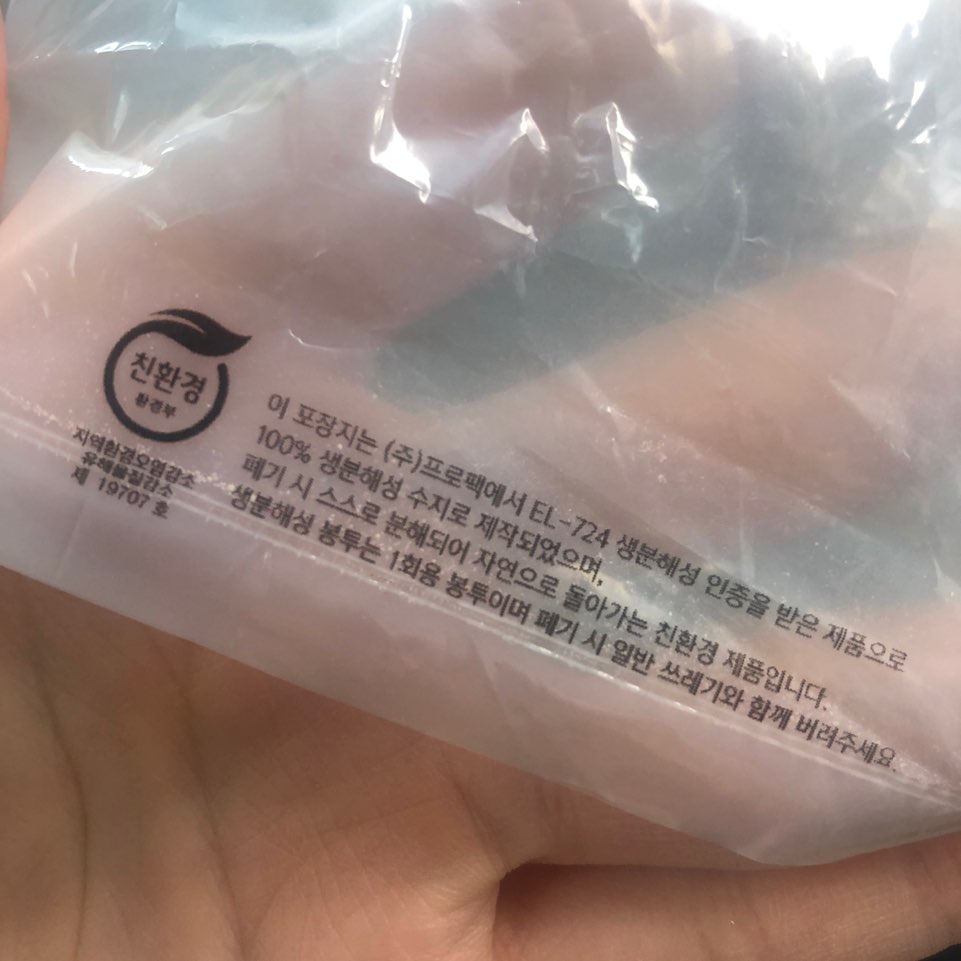 친환경
환경부
지역환경오염감소
유해물질감소
제 19707 호
이 포장지는 (주)프로팩에서 EL-724 생분해성 인증을 받은 제품으로
100% 생분해성 수지로 제작되었으며,
폐기 시 스스로 분해되어 자연으로 돌아가는 친환경 제품입니다.
생분해성 봉투는 1회용 봉투이며 폐기 시 일반 쓰레기와 함께 버려주세요.